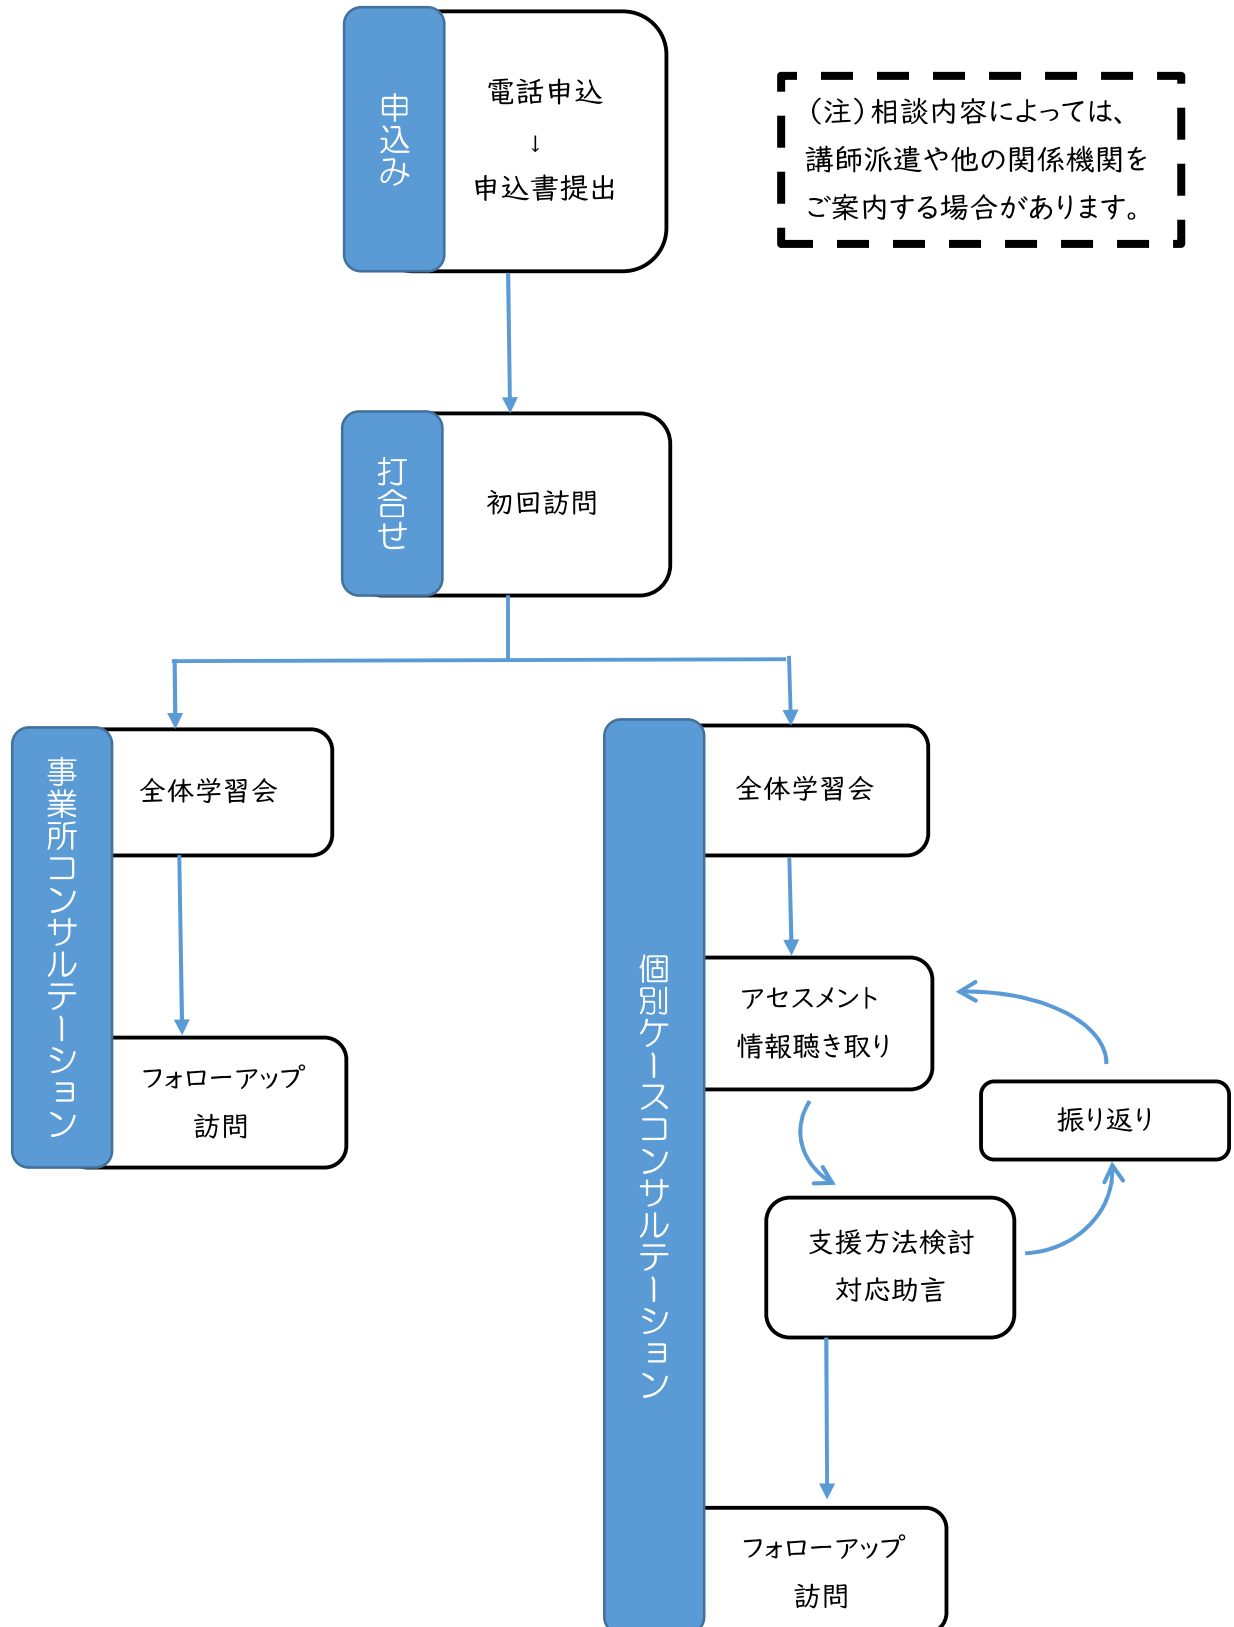 申込み
電話申込
↓
申込書提出
(注)相談内容によっては、
講師派遣や他の関係機関を
ご案内する場合があります。
打合せ
初回訪問
事業所コンサルテーション
全体学習会
フォローアップ
訪問
個別ケースコンサルテーション
全体学習会
アセスメント
情報聴き取り
振り返り
支援方法検討
対応助言
フォローアップ
訪問